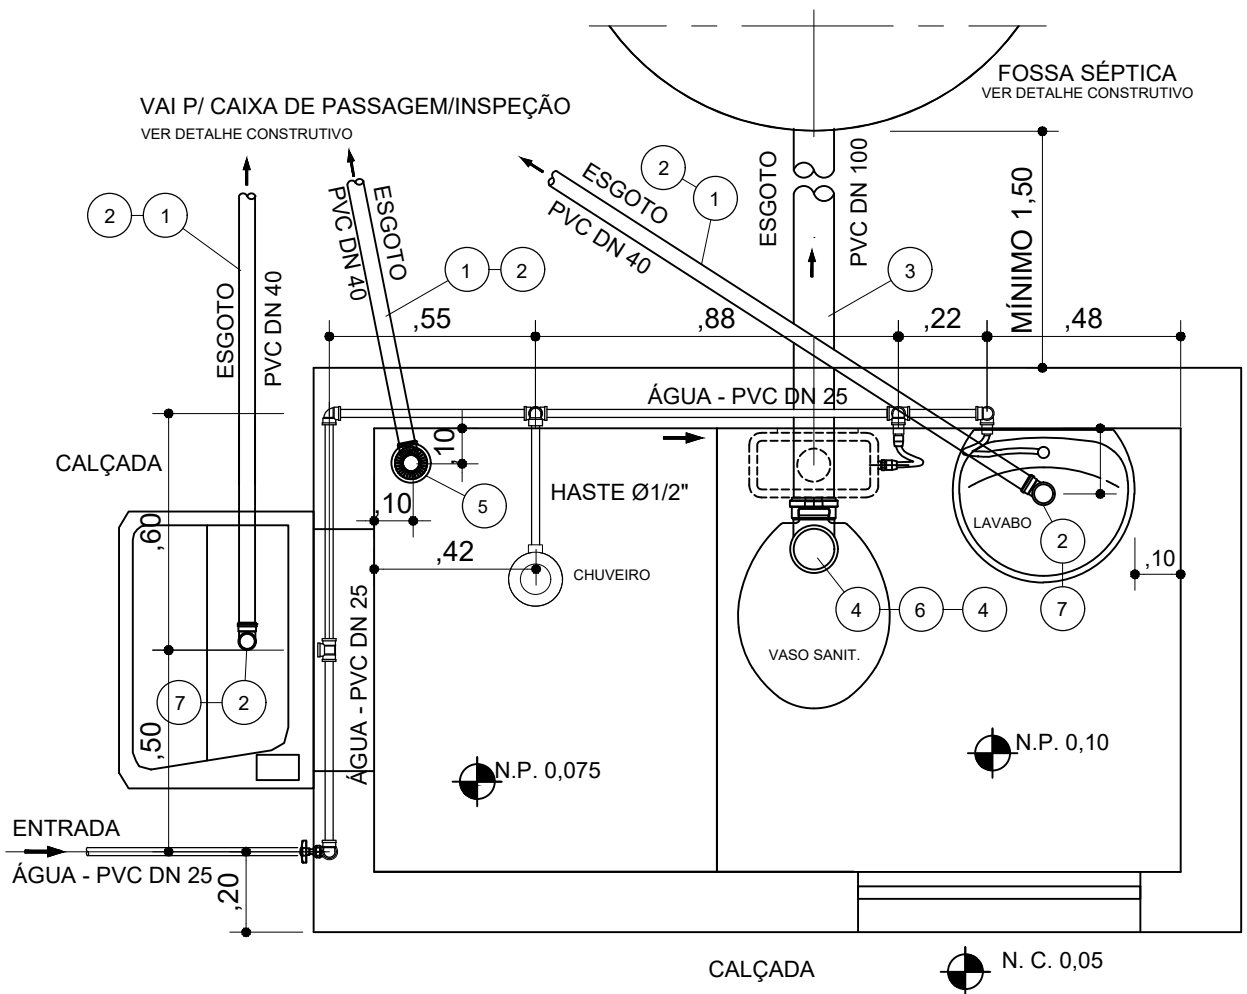 FOSSA SÉPTICA
VER DETALHE CONSTRUTIVO
VAI P/ CAIXA DE PASSAGEM/INSPEÇÃO
VER DETALHE CONSTRUTIVO
2
1
ESGOTO
PVC DN 40
ESGOTO
PVC DN 40
1
2
ESGOTO
PVC DN 40
2
1
ESGOTO
PVC DN 100
3
MÍNIMO 1,50
,55
,88
,22
,48
ÁGUA - PVC DN 25
CALÇADA
,10
,10
5
HASTE Ø1/2"
,42
CHUVEIRO
LAVABO
2
7
,10
,60
4
6
4
VASO SANIT.
7
2
,50
ÁGUA - PVC DN 25
N.P. 0,075
N.P. 0,10
ENTRADA
ÁGUA - PVC DN 25
,20
CALÇADA
N. C. 0,05